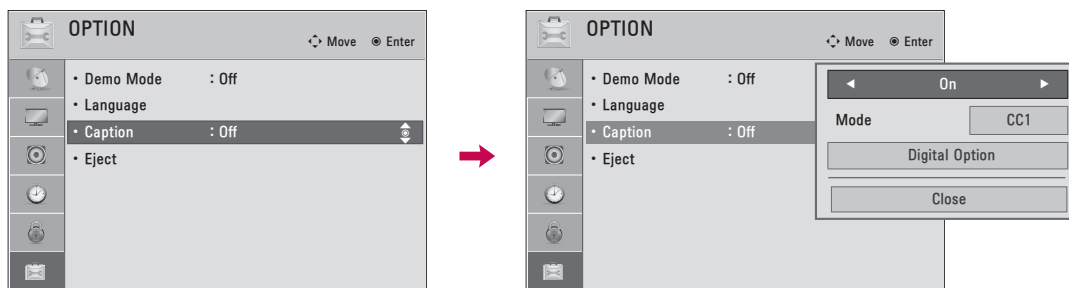 OPTION
Move Enter
• Demo Mode : Off
• Language
• Caption : Off
• Eject
OPTION
Move Enter
• Demo Mode : Off
• Language
• Caption : Off
• Eject
◀ On ▶
Mode CC1
Digital Option
Close